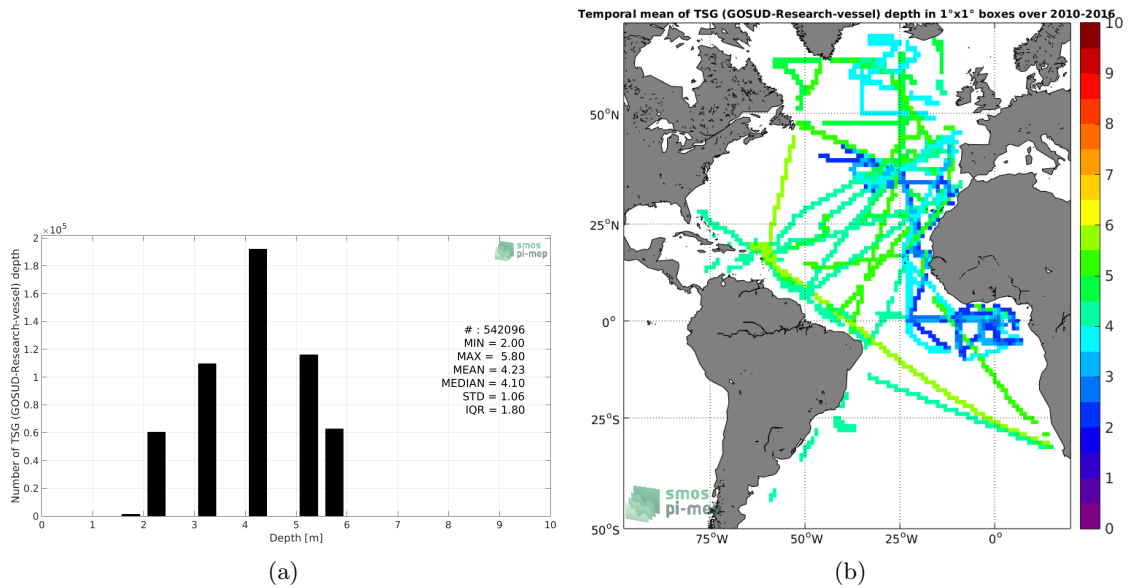 Temporal mean of TSG (GOSUD-Research-vessel) depth in 1°x1° boxes over 2010-2016
×10⁵
Number of TSG (GOSUD-Research-vessel) depth
2
1.8
1.6
1.4
1.2
1
0.8
0.6
0.4
0.2
0
0 1 2 3 4 5 6 7 8 9 10
Depth [m]
smos
pi-mep
# : 542096
MIN = 2.00
MAX = 5.80
MEAN = 4.23
MEDIAN = 4.10
STD = 1.06
IQR = 1.80
(a)
50°N
25°N
0°
25°S
50°S
75°W 50°W 25°W 0°
smos
pi-mep
10
9
8
7
6
5
4
3
2
1
0
(b)